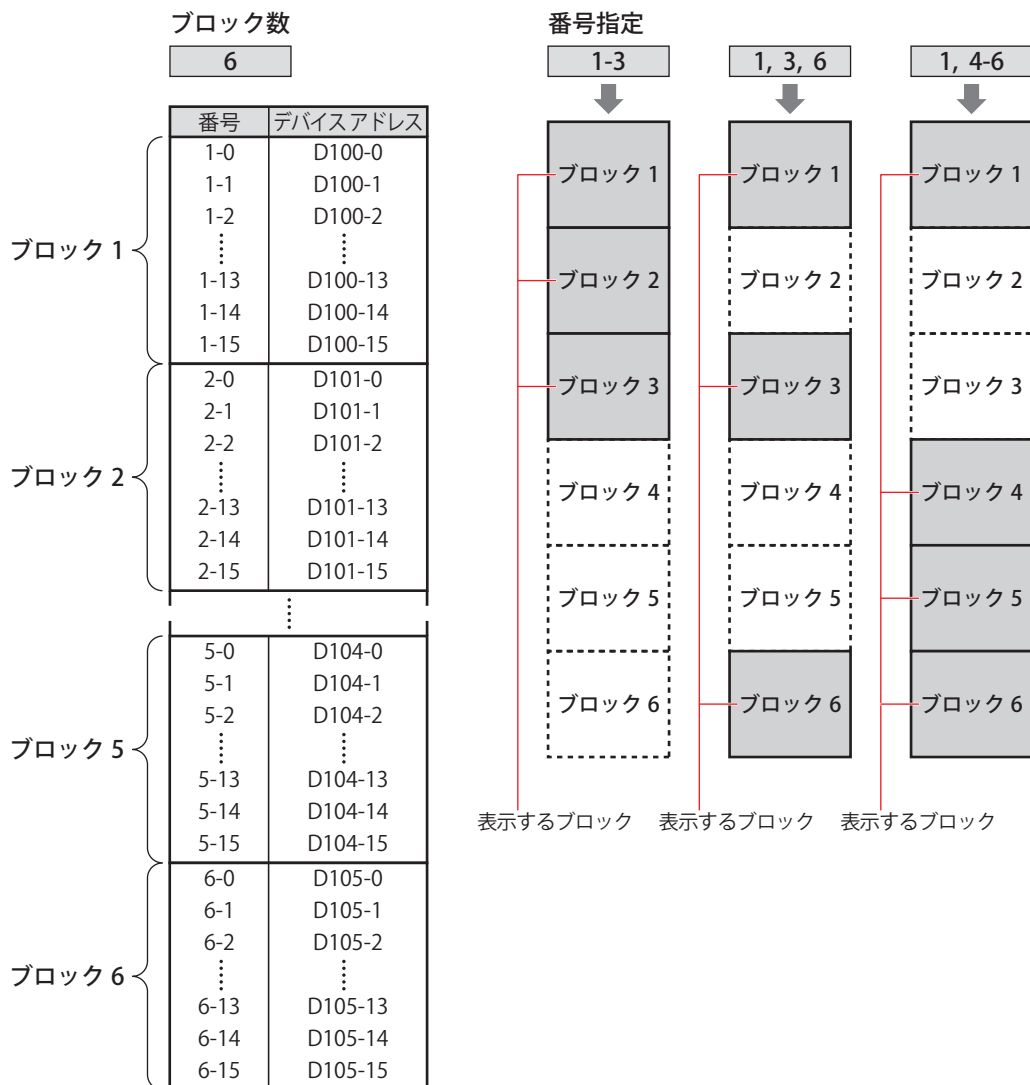 ブロック数
6
番号 デバイスアドレス
ブロック 1
1-0 D100-0
1-1 D100-1
1-2 D100-2
1-13 D100-13
1-14 D100-14
1-15 D100-15
ブロック 2
2-0 D101-0
2-1 D101-1
2-2 D101-2
2-13 D101-13
2-14 D101-14
2-15 D101-15
ブロック 5
5-0 D104-0
5-1 D104-1
5-2 D104-2
5-13 D104-13
5-14 D104-14
5-15 D104-15
ブロック 6
6-0 D105-0
6-1 D105-1
6-2 D105-2
6-13 D105-13
6-14 D105-14
6-15 D105-15
番号指定
1-3
ブロック 1
ブロック 2
ブロック 3
ブロック 4
ブロック 5
ブロック 6
表示するブロック
1, 3, 6
ブロック 1
ブロック 2
ブロック 3
ブロック 4
ブロック 5
ブロック 6
表示するブロック
1, 4-6
ブロック 1
ブロック 2
ブロック 3
ブロック 4
ブロック 5
ブロック 6
表示するブロック